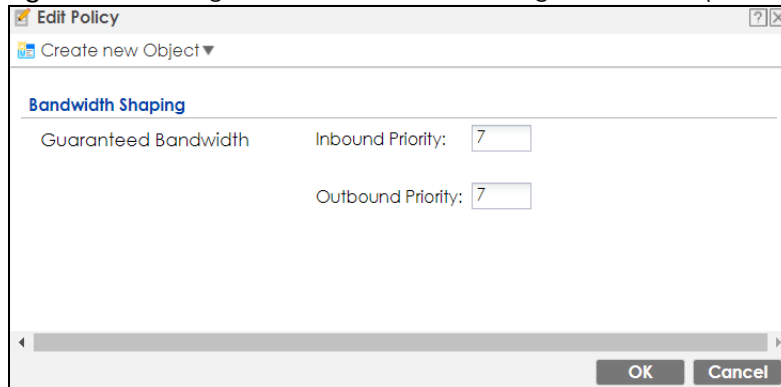 Edit Policy
Create new Object
Bandwidth Shaping
Guaranteed Bandwidth Inbound Priority: 7
Outbound Priority: 7
OK Cancel